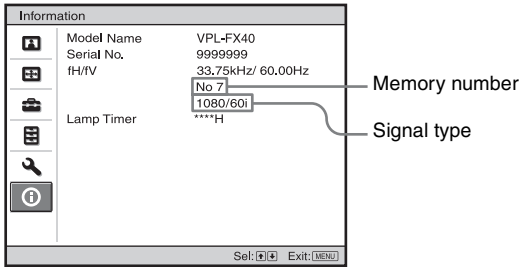 Information
Model Name VPL-FX40
Serial No. 9999999
fH/fV 33.75kHz/ 60.00Hz
No 7
Memory number
1080/60i
Signal type
Lamp Timer ****H
Sel: Exit: MENU